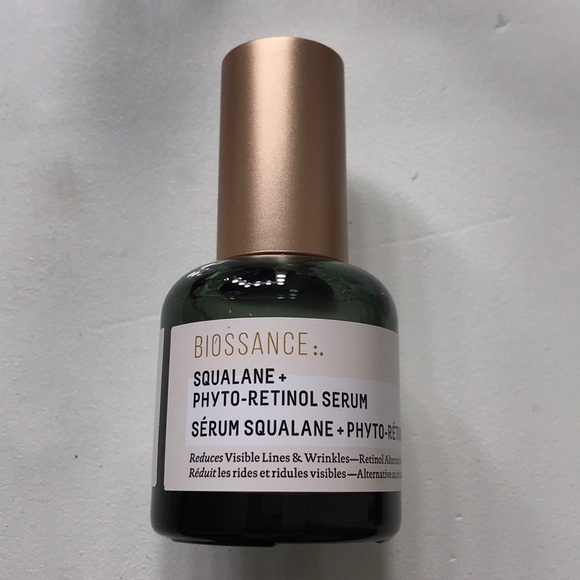 BIOSSANCE:.
SQUALANE +
PHYTO-RETINOL SERUM
SÉRUM SQUALANE + PHYTO-
Reduces Visible Lines & Wrinkles—Retinol
Réduit les rides et ridules visibles—Alternative